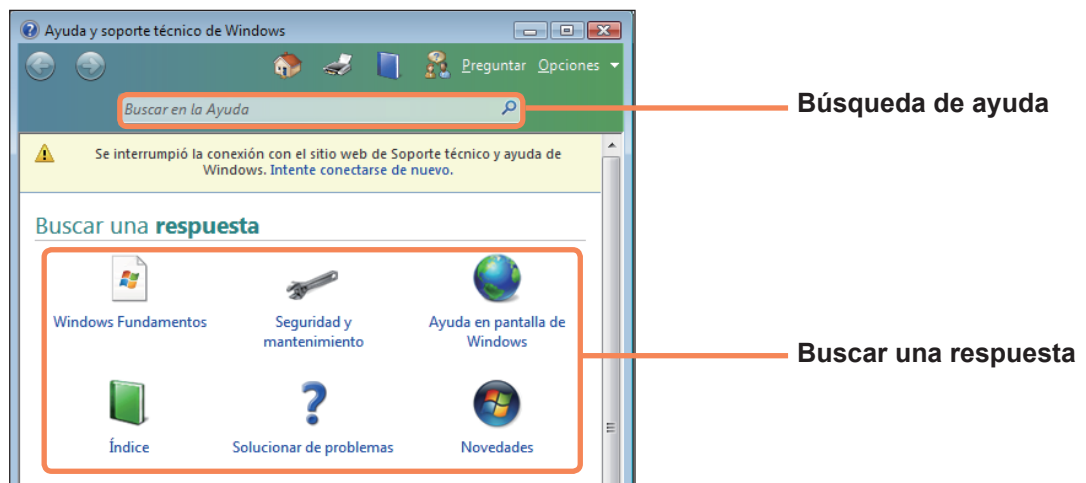 Ayuda y soporte técnico de Windows
Preguntar Opciones
Buscar en la Ayuda
Búsqueda de ayuda
Se interrumpió la conexión con el sitio web de Soporte técnico y ayuda de
Windows. Intente conectarse de nuevo.
Buscar una respuesta
Windows Fundamentos
Seguridad y
mantenimiento
Ayuda en pantalla de
Windows
Buscar una respuesta
Índice
Solucionar de problemas
Novedades